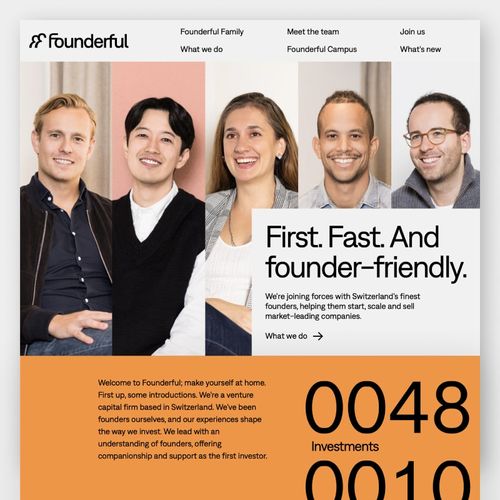 Founderful
Founderful Family
Meet the team
Join us
What we do
Founderful Campus
What's new
First. Fast. And
founder–friendly.
We're joining forces with Switzerland's finest
founders, helping them start, scale and sell
market–leading companies.
What we do →
Welcome to Founderful; make yourself at home.
First up, some introductions. We're a venture
capital firm based in Switzerland. We've been
founders ourselves, and our experiences shape
the way we invest. We lead with an
understanding of founders, offering
companionship and support as the first investor.
0048
Investments
0010